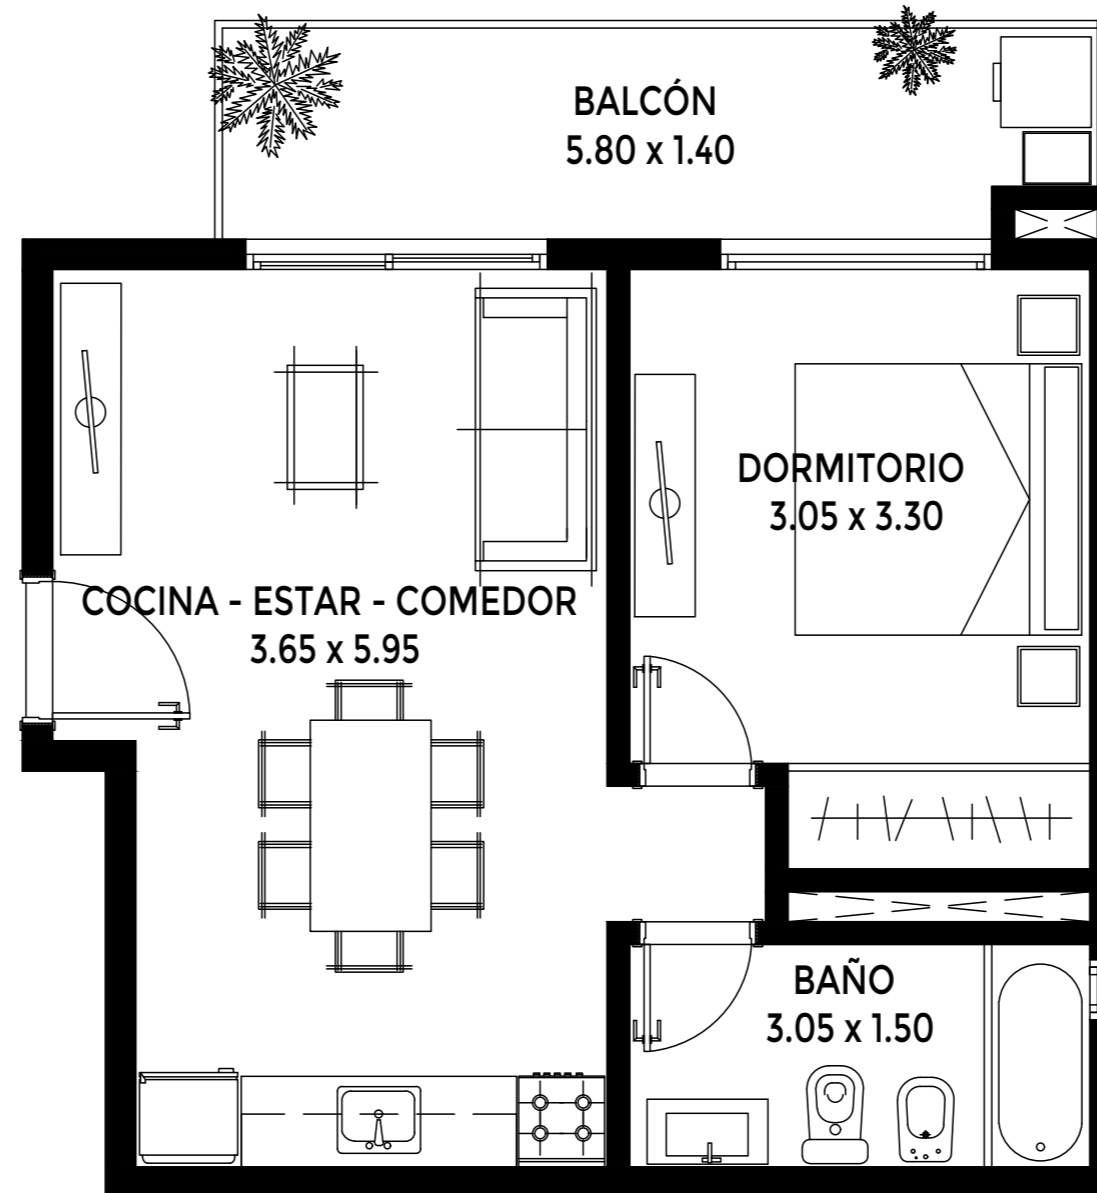 BALCÓN
5.80 x 1.40
DORMITORIO
3.05 x 3.30
COCINA - ESTAR - COMEDOR
3.65 x 5.95
BAÑO
3.05 x 1.50